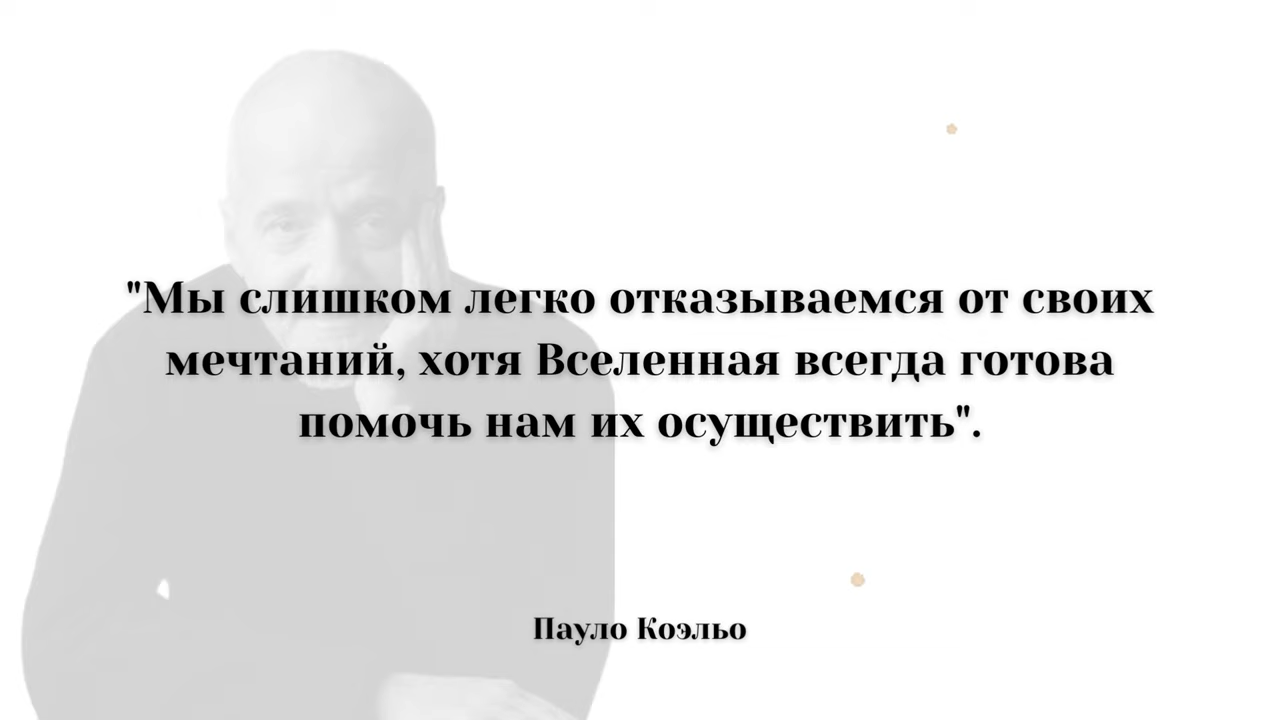 "Мы слишком легко отказываемся от своих
мечтаний, хотя Вселенная всегда готова
помочь нам их осуществить".
Пауло Коэльо